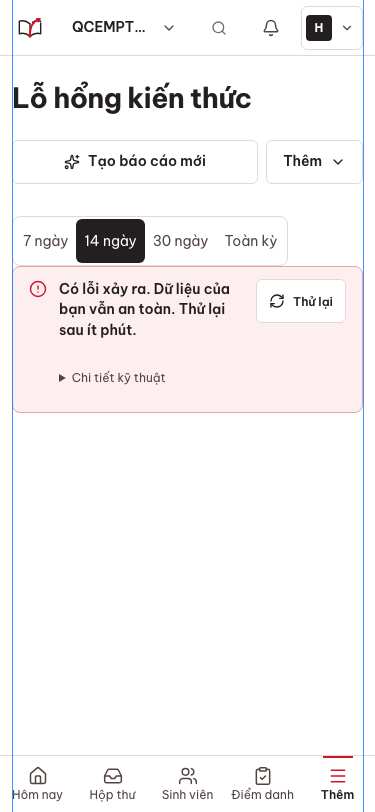 QCEMPT...
H
Lỗ hổng kiến thức
Tạo báo cáo mới
Thêm
7 ngày
14 ngày
30 ngày
Toàn kỳ
Có lỗi xảy ra. Dữ liệu của
bạn vẫn an toàn. Thử lại
sau ít phút.
Thử lại
Chi tiết kỹ thuật
Hôm nay
Hộp thư
Sinh viên
Điểm danh
Thêm